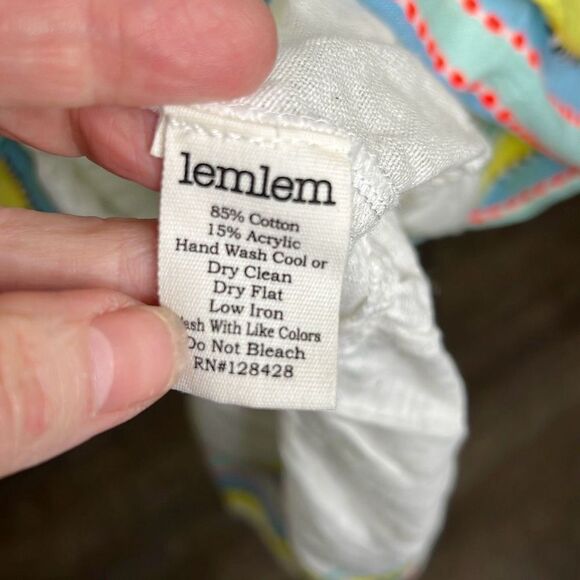 lemlem
85% Cotton
15% Acrylic
Hand Wash Cool or
Dry Clean
Dry Flat
Low Iron
With Like Colors
Do Not Bleach
RN#128428